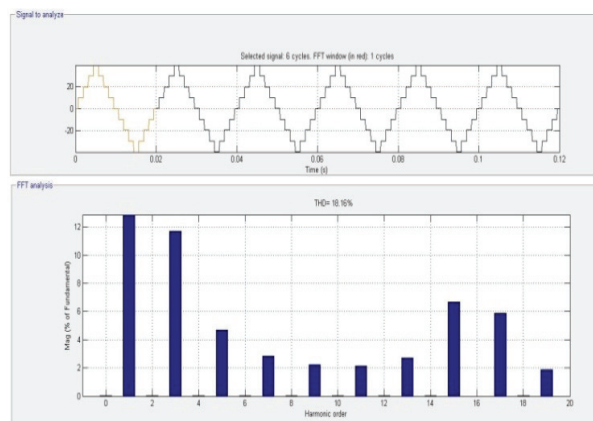 Signal to analyze
Selected signal: 6 cycles. FFT window (in red): 1 cycles
20
0
-20
0 0.02 0.04 0.06 0.08 0.1 0.12
Time (s)
FFT analysis
THD= 18.16%
Mag (% of Fundamental)
12
10
8
6
4
2
0
0 2 4 6 8 10 12 14 16 18 20
Harmonic order